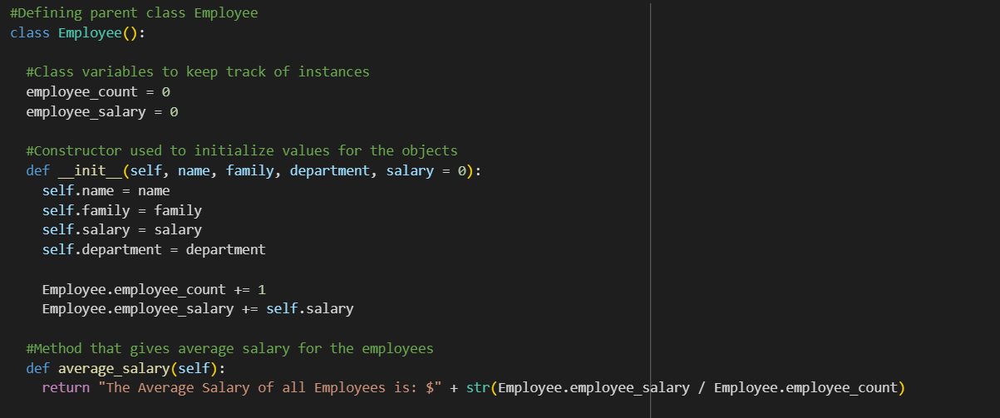 #Defining parent class Employee
class Employee():
#Class variables to keep track of instances
employee_count = 0
employee_salary = 0
#Constructor used to initialize values for the objects
def __init__(self, name, family, department, salary = 0):
self.name = name
self.family = family
self.salary = salary
self.department = department
Employee.employee_count += 1
Employee.employee_salary += self.salary
#Method that gives average salary for the employees
def average_salary(self):
return "The Average Salary of all Employees is: $" + str(Employee.employee_salary / Employee.employee_count)